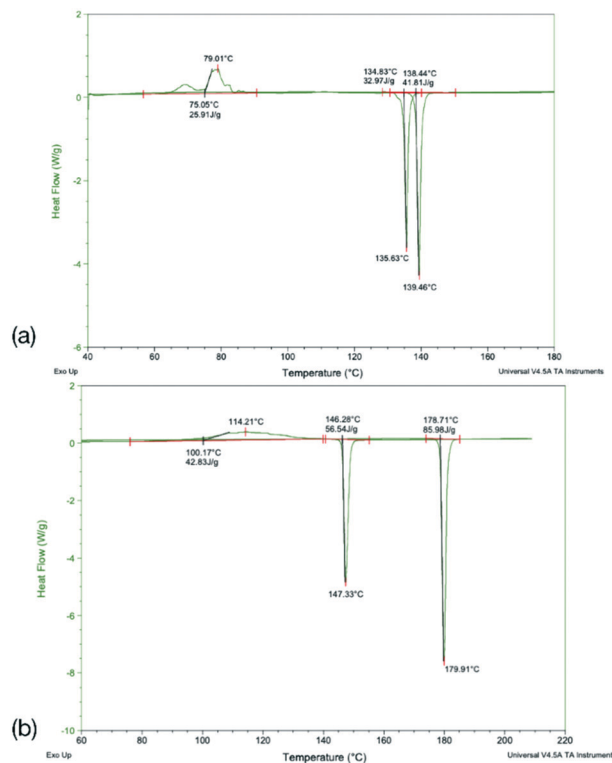 2
79.01°C
134.83°C 138.44°C
32.97J/g 41.81J/g
0
75.05°C
25.91J/g
Heat Flow (W/g)
-2
-4
135.63°C
139.46°C
-6
(a)
40 60 80 100 120 140 160 180
Exo Up Temperature (°C) Universal V4.5A TA Instruments
2
114.21°C 146.28°C 178.71°C
56.54J/g 85.98J/g
0
100.17°C
42.83J/g
-2
Heat Flow (W/g)
-4
147.33°C
-6
179.91°C
-8
(b)
-10
60 80 100 120 140 160 180 200 220
Exo Up Temperature (°C) Universal V4.5A TA Instruments